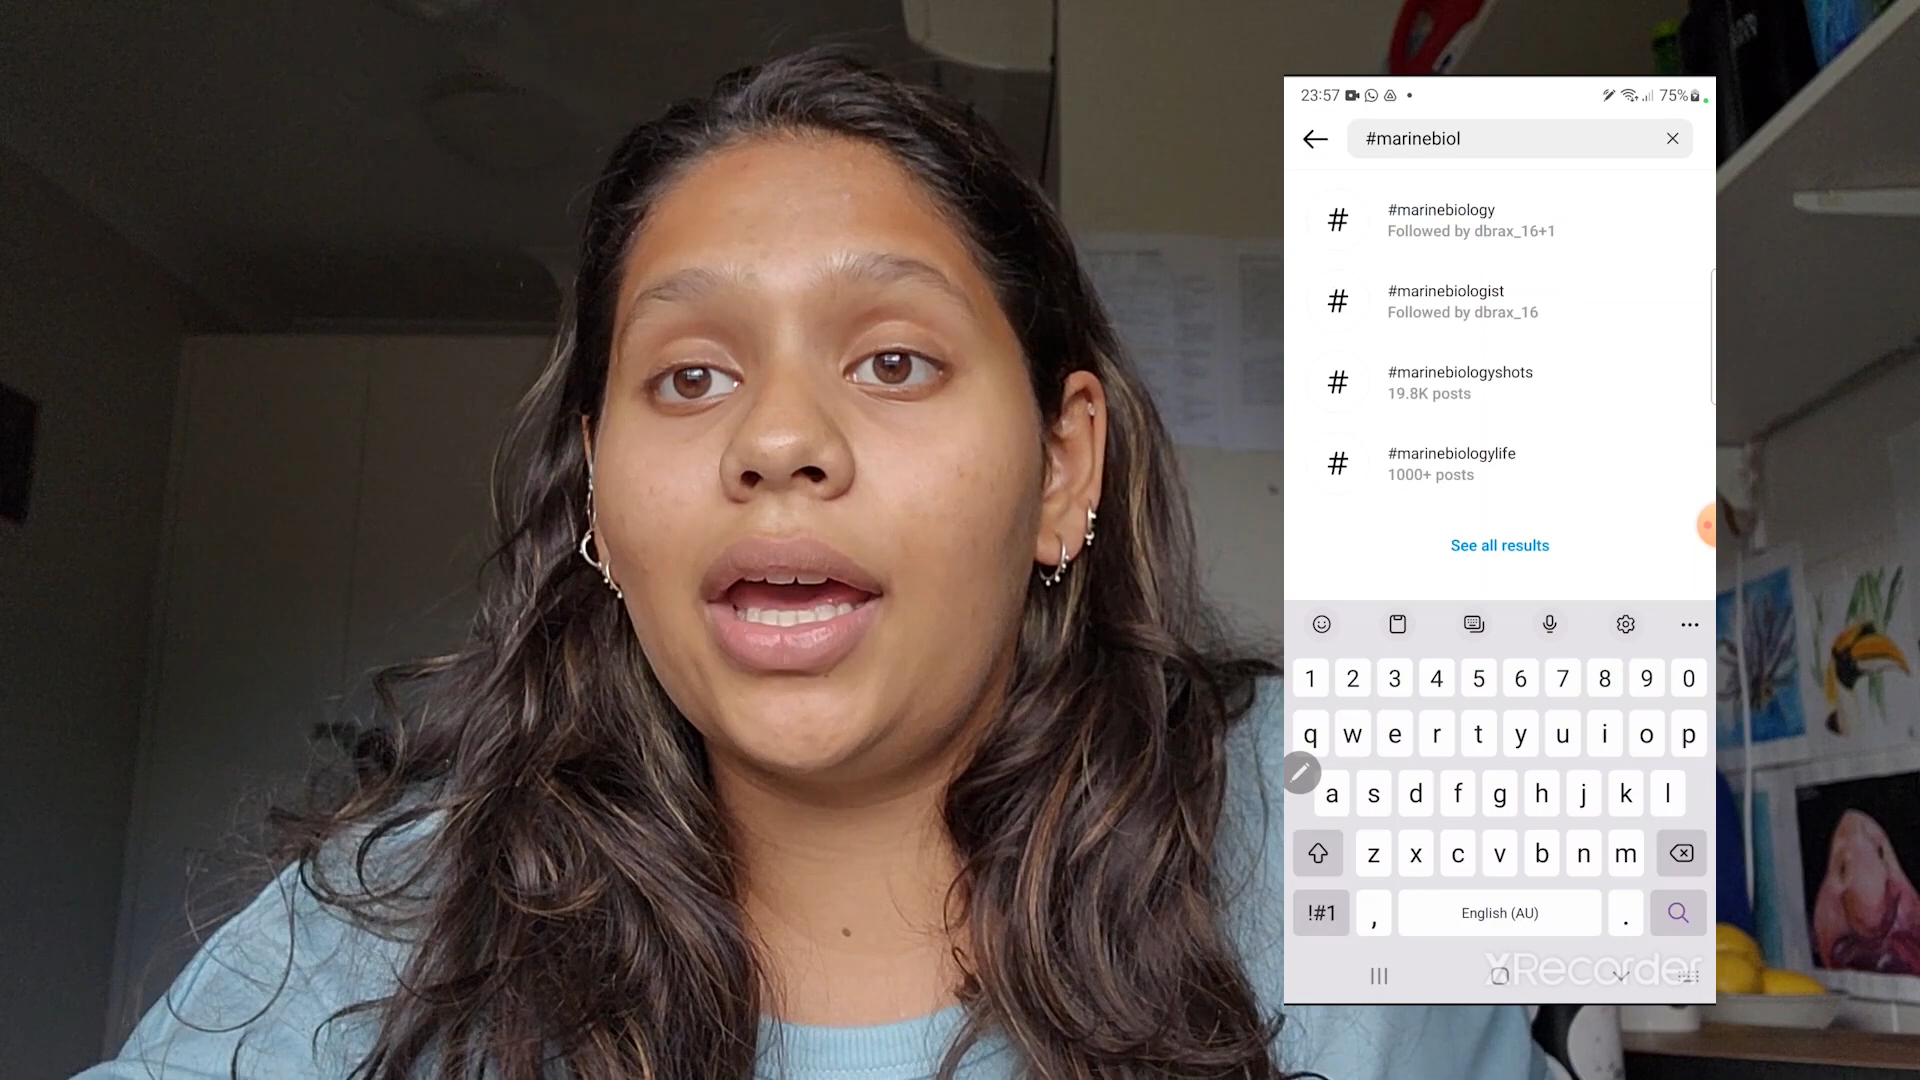 23:57
75%
#marinebiol
#marinebiology
Followed by dbrax_16+1
#marinebiologist
Followed by dbrax_16
#marinebiologyshots
19.8K posts
#marinebiologylife
1000+ posts
See all results
1 2 3 4 5 6 7 8 9 0
q w e r t y u i o p
a s d f g h j k l
z x c v b n m
!#1 , English (AU) .
XRecorder